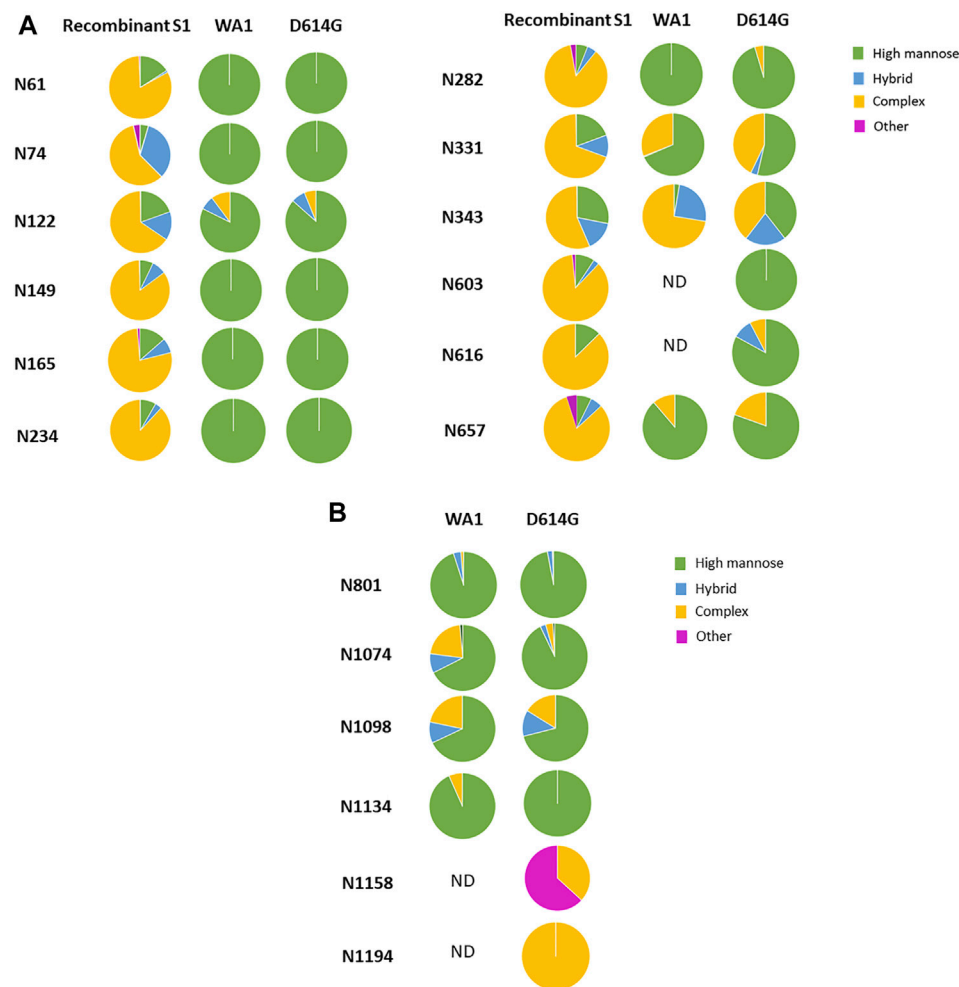 A
Recombinant S1 WA1 D614G
N61
N74
N122
N149
N165
N234
Recombinant S1 WA1 D614G
N282
N331
N343
N603 ND
N616 ND
N657
High mannose
Hybrid
Complex
Other
B
WA1 D614G
N801
N1074
N1098
N1134
N1158 ND
N1194 ND
High mannose
Hybrid
Complex
Other